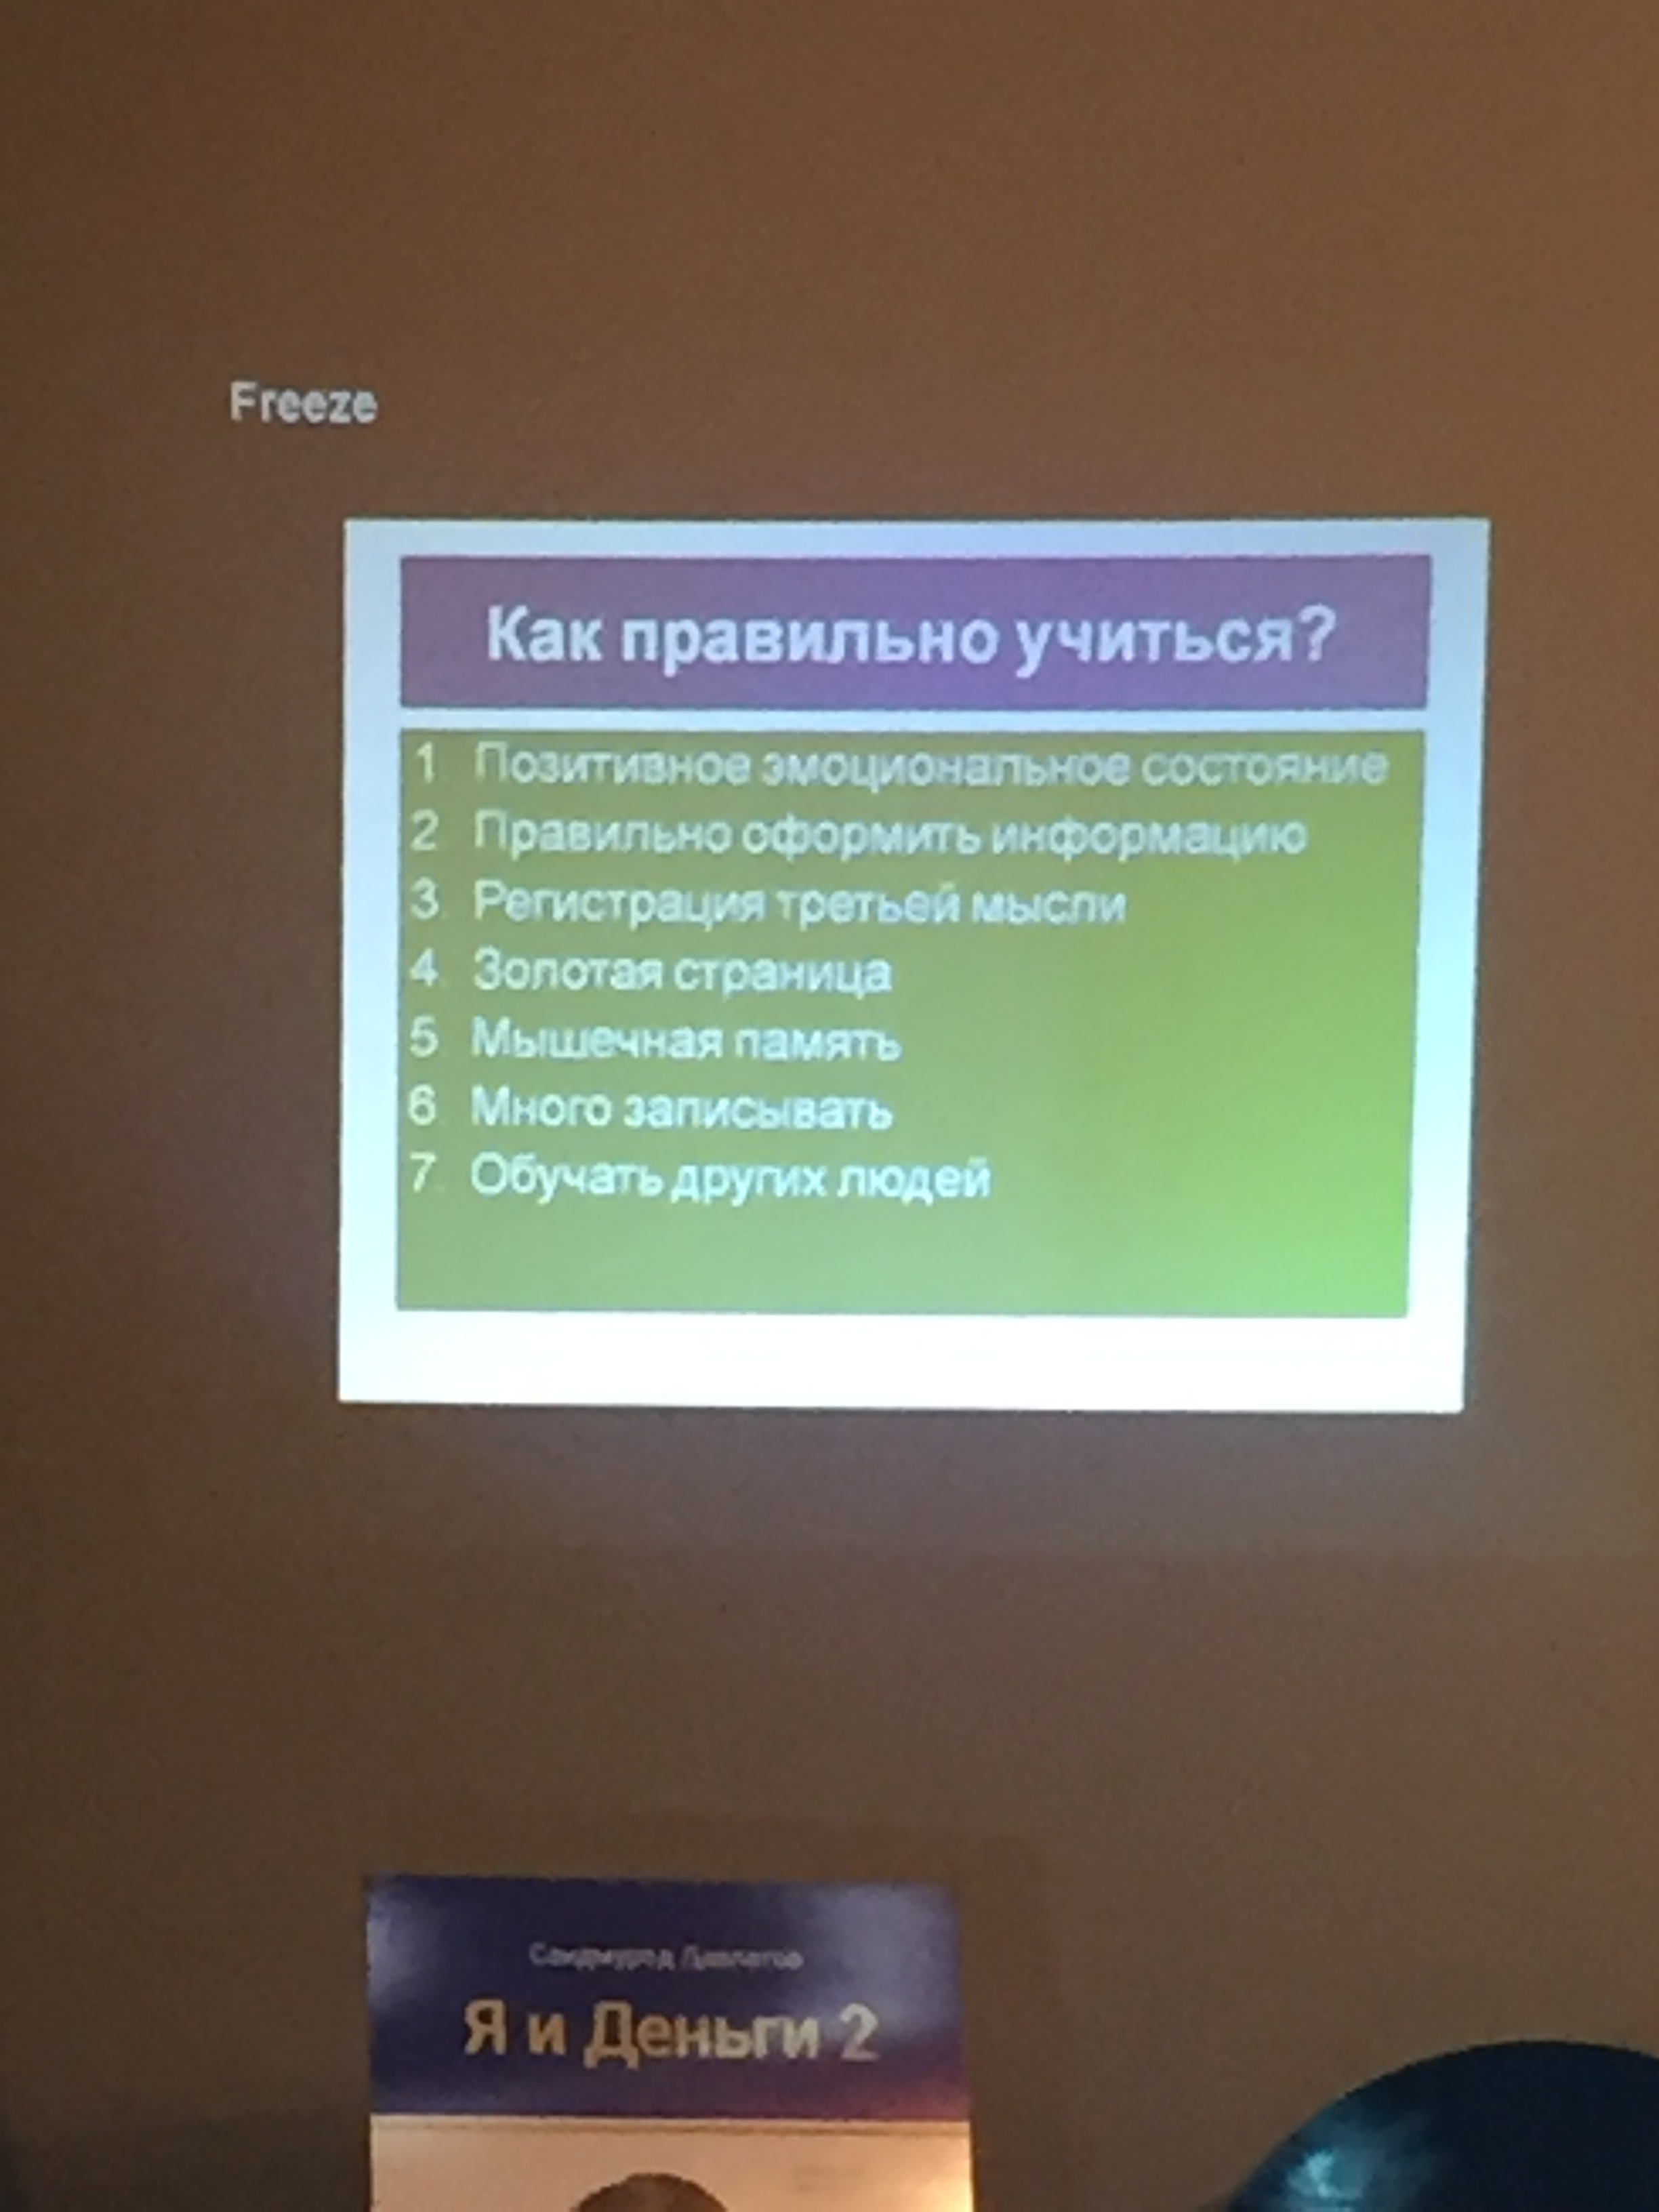 Freeze
Как правильно учиться?
1 Позитивное эмоциональное состояние
2 Правильно оформить информацию
3 Регистрация третьей мысли
4. Золотая страница
5 Мышечная память
6 Много записывать
7. Обучать других людей
Саидмурод Давлатов
Я и Деньги 2